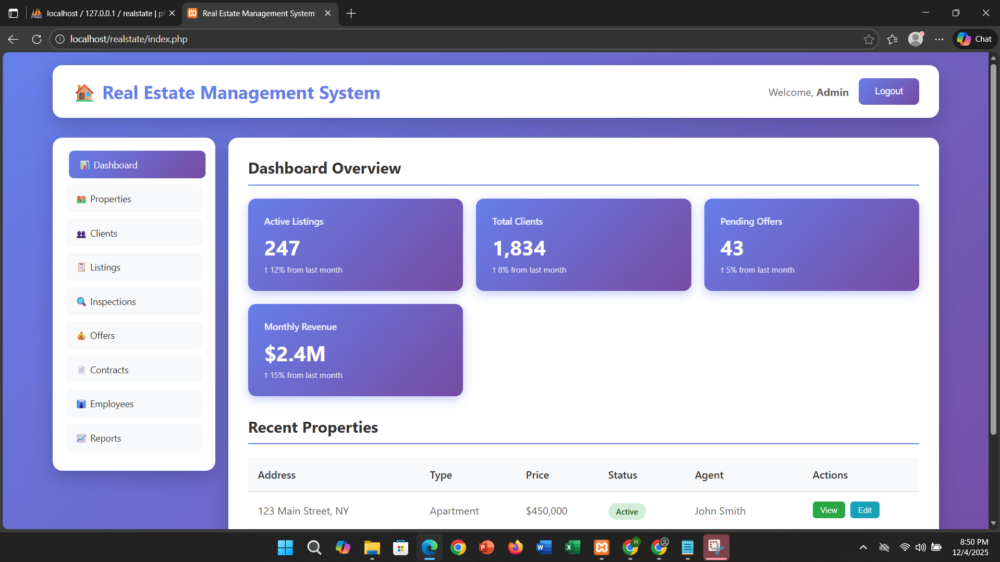 localhost / 127.0.0.1 / realstate | ph
Real Estate Management System
localhost/realstate/index.php
Chat
Real Estate Management System
Welcome, Admin
Logout
Dashboard
Properties
Clients
Listings
Inspections
Offers
Contracts
Employees
Reports
Dashboard Overview
Active Listings
247
↑ 12% from last month
Total Clients
1,834
↑ 8% from last month
Pending Offers
43
↑ 5% from last month
Monthly Revenue
$2.4M
↑ 15% from last month
Recent Properties
Address Type Price Status Agent Actions
123 Main Street, NY Apartment $450,000 Active John Smith View Edit
8:50 PM
12/4/2025